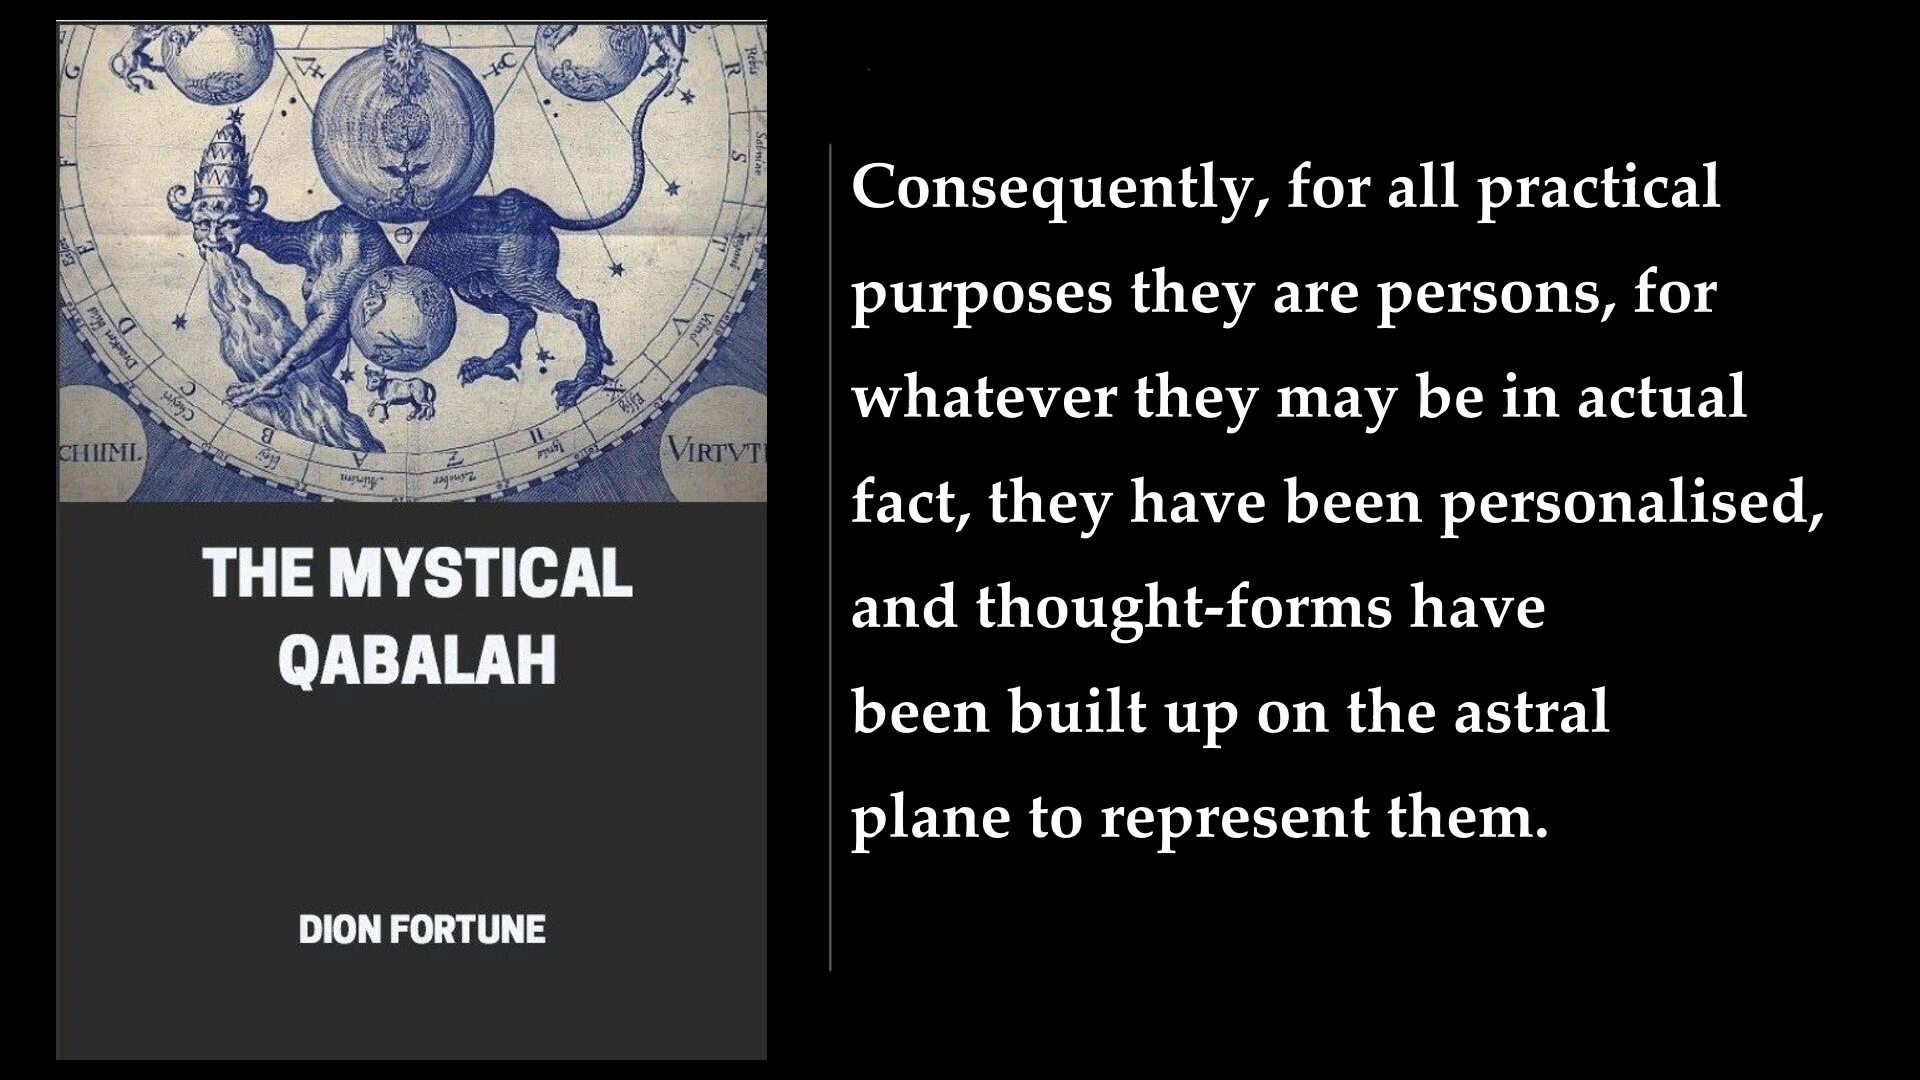 THE MYSTICAL
QABALAH
DION FORTUNE
CHIIMI.
VIRTVT
Consequently, for all practical
purposes they are persons, for
whatever they may be in actual
fact, they have been personalised,
and thought-forms have
been built up on the astral
plane to represent them.